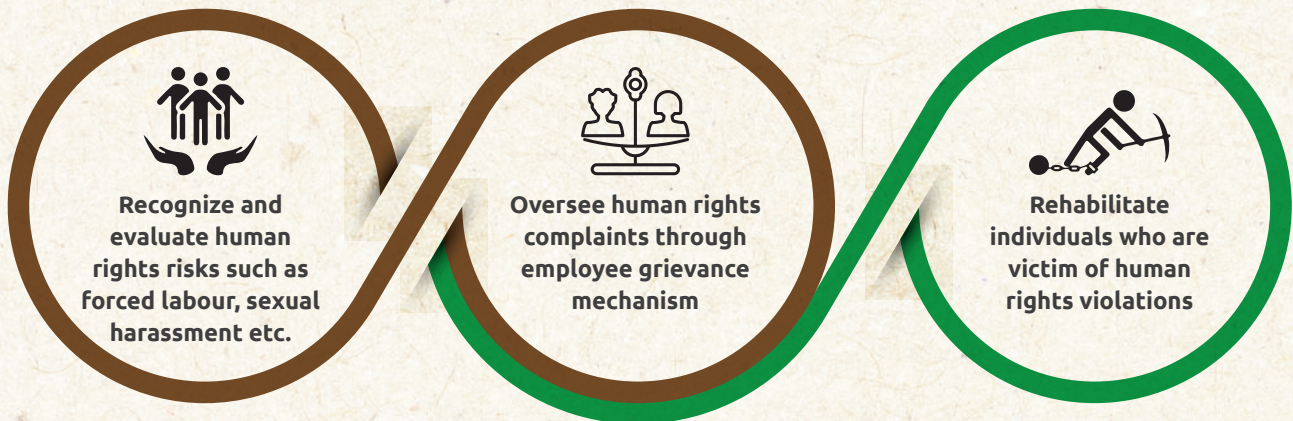 Recognize and
evaluate human
rights risks such as
forced labour, sexual
harassment etc.
Oversee human rights
complaints through
employee grievance
mechanism
Rehabilitate
individuals who are
victim of human
rights violations